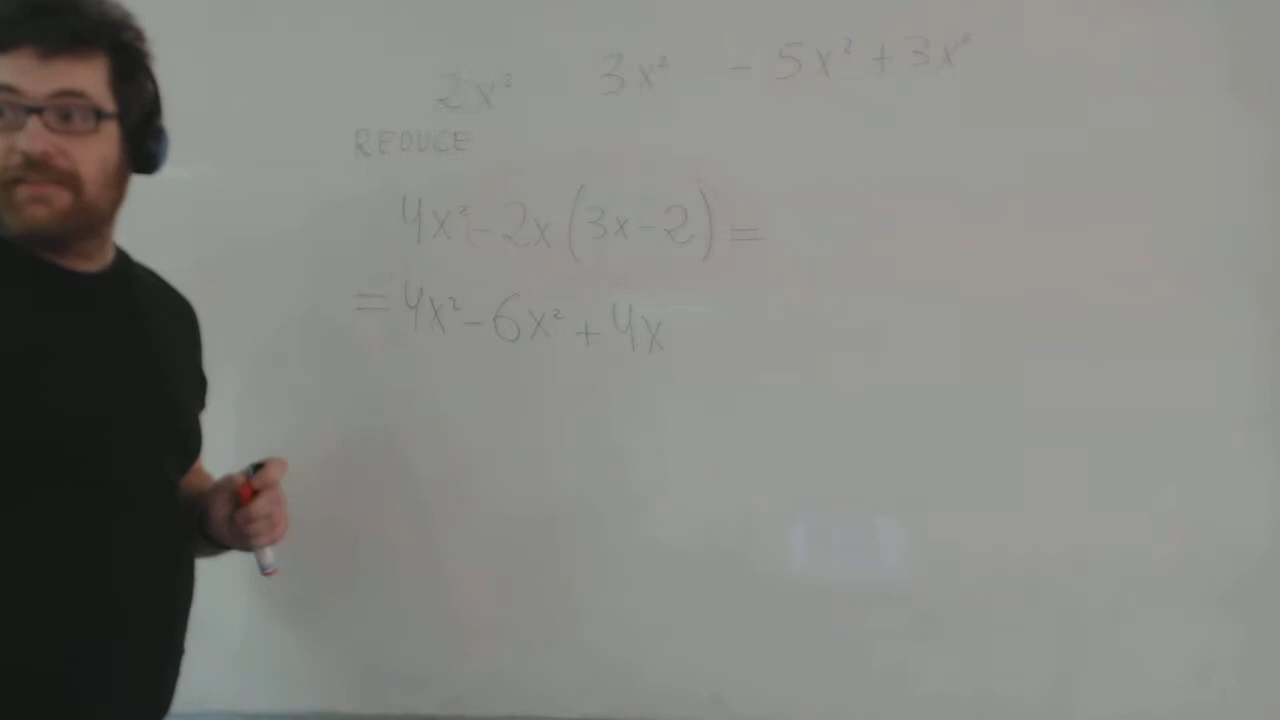 2x² 3x² - 5x² + 3x²
REDUCE
4x² - 2x (3x - 2) =
= 4x² - 6x² + 4x